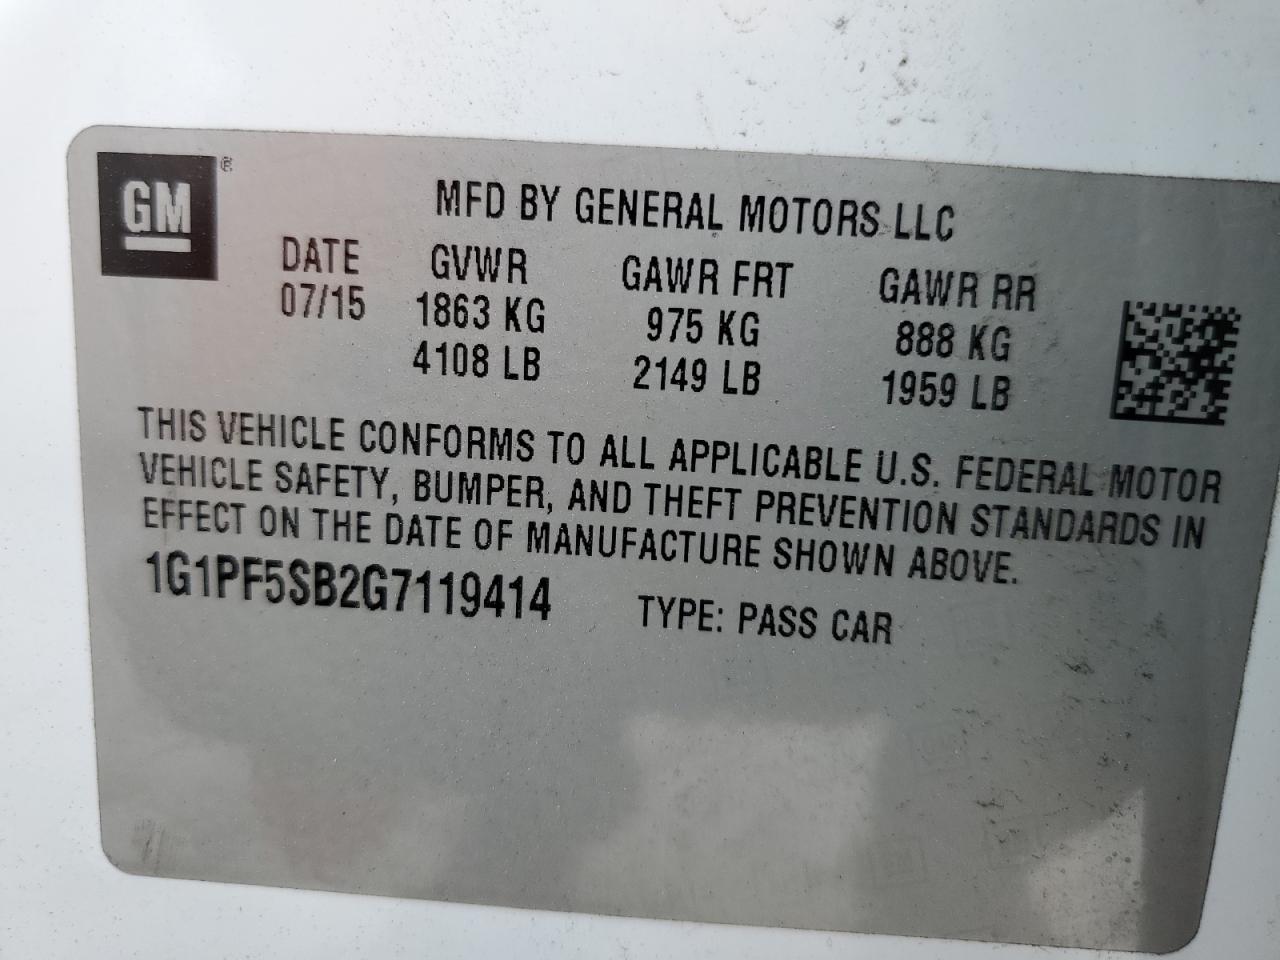 GM ®
MFD BY GENERAL MOTORS LLC
DATE GVWR GAWR FRT GAWR RR
07/15 1863 KG 975 KG 888 KG
4108 LB 2149 LB 1959 LB
THIS VEHICLE CONFORMS TO ALL APPLICABLE U.S. FEDERAL MOTOR
VEHICLE SAFETY, BUMPER, AND THEFT PREVENTION STANDARDS IN
EFFECT ON THE DATE OF MANUFACTURE SHOWN ABOVE.
1G1PF5SB2G7119414 TYPE: PASS CAR